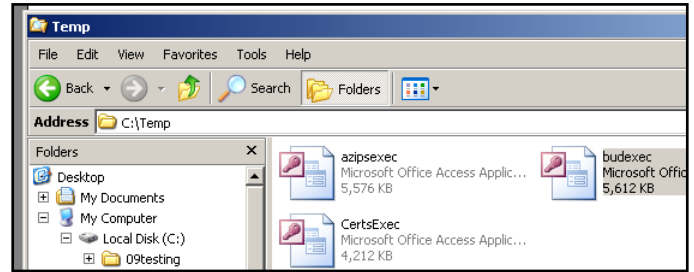 Temp
File Edit View Favorites Tools Help
Back Search Folders
Address C:\Temp
Folders X
Desktop
My Documents
My Computer
Local Disk (C:)
09testing
azipsexec
Microsoft Office Access Applic...
5,576 KB
budexec
Microsoft Offic
5,612 KB
CertsExec
Microsoft Office Access Applic...
4,212 KB